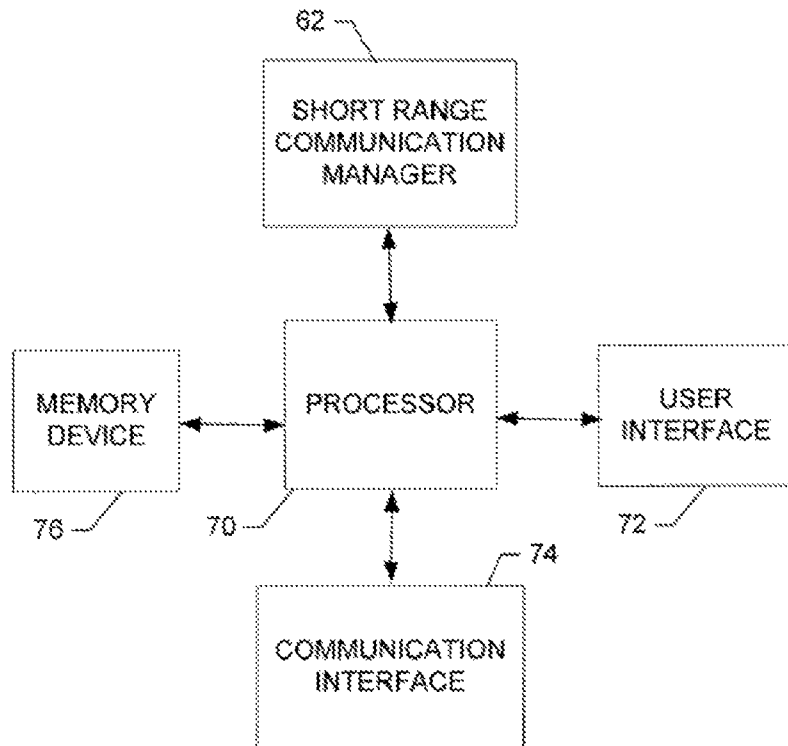 62
SHORT RANGE
COMMUNICATION
MANAGER
MEMORY
DEVICE
76
PROCESSOR
70
USER
INTERFACE
72
74
COMMUNICATION
INTERFACE